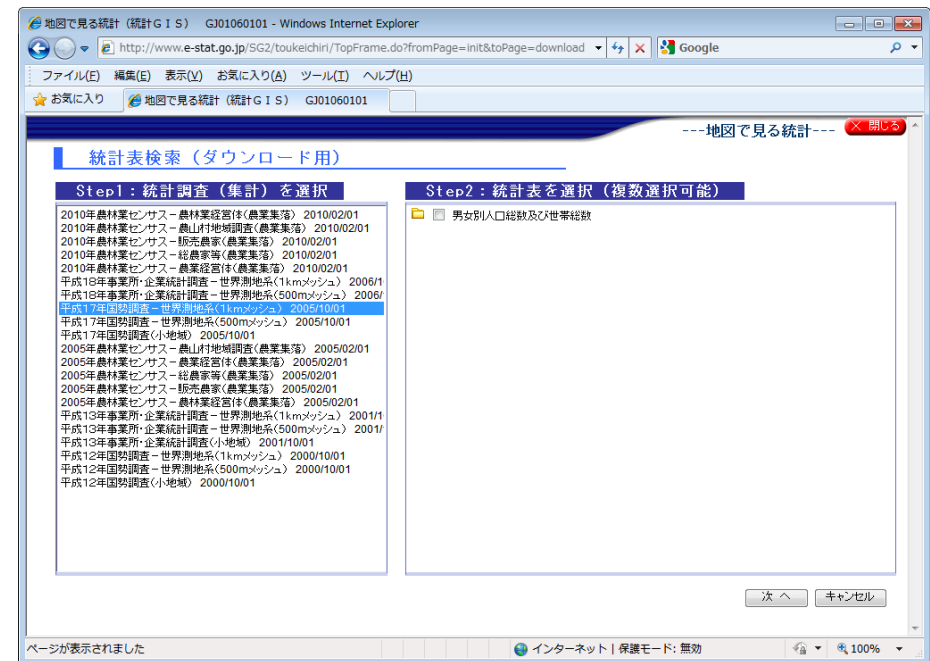 地図で見る統計（統計ＧＩＳ） GJ01060101 - Windows Internet Explorer
http://www.e-stat.go.jp/SG2/toukeichiri/TopFrame.do?fromPage=init&toPage=download
Google
ファイル(F) 編集(E) 表示(V) お気に入り(A) ツール(T) ヘルプ(H)
お気に入り 地図で見る統計（統計ＧＩＳ） GJ01060101
---地図で見る統計---
× 閉じる
統計表検索（ダウンロード用）
Step1：統計調査（集計）を選択
2010年農林業センサス－農林業経営体（農業集落） 2010/02/01
2010年農林業センサス－農山村地域調査（農業集落） 2010/02/01
2010年農林業センサス－販売農家（農業集落） 2010/02/01
2010年農林業センサス－総農家等（農業集落） 2010/02/01
2010年農林業センサス－農業経営体（農業集落） 2010/02/01
平成18年事業所・企業統計調査－世界測地系（1kmメッシュ） 2006/1
平成18年事業所・企業統計調査－世界測地系（500mメッシュ） 2006/
平成17年国勢調査－世界測地系（1kmメッシュ） 2005/10/01
平成17年国勢調査－世界測地系（500mメッシュ） 2005/10/01
平成17年国勢調査（小地域） 2005/10/01
2005年農林業センサス－農山村地域調査（農業集落） 2005/02/01
2005年農林業センサス－農業経営体（農業集落） 2005/02/01
2005年農林業センサス－総農家等（農業集落） 2005/02/01
2005年農林業センサス－販売農家（農業集落） 2005/02/01
2005年農林業センサス－農林業経営体（農業集落） 2005/02/01
平成13年事業所・企業統計調査－世界測地系（1kmメッシュ） 2001/1
平成13年事業所・企業統計調査－世界測地系（500mメッシュ） 2001/
平成13年事業所・企業統計調査（小地域） 2001/10/01
平成12年国勢調査－世界測地系（1kmメッシュ） 2000/10/01
平成12年国勢調査－世界測地系（500mメッシュ） 2000/10/01
平成12年国勢調査（小地域） 2000/10/01
Step2：統計表を選択（複数選択可能）
男女別人口総数及び世帯総数
次 へ
キャンセル
ページが表示されました
インターネット | 保護モード: 無効
100%